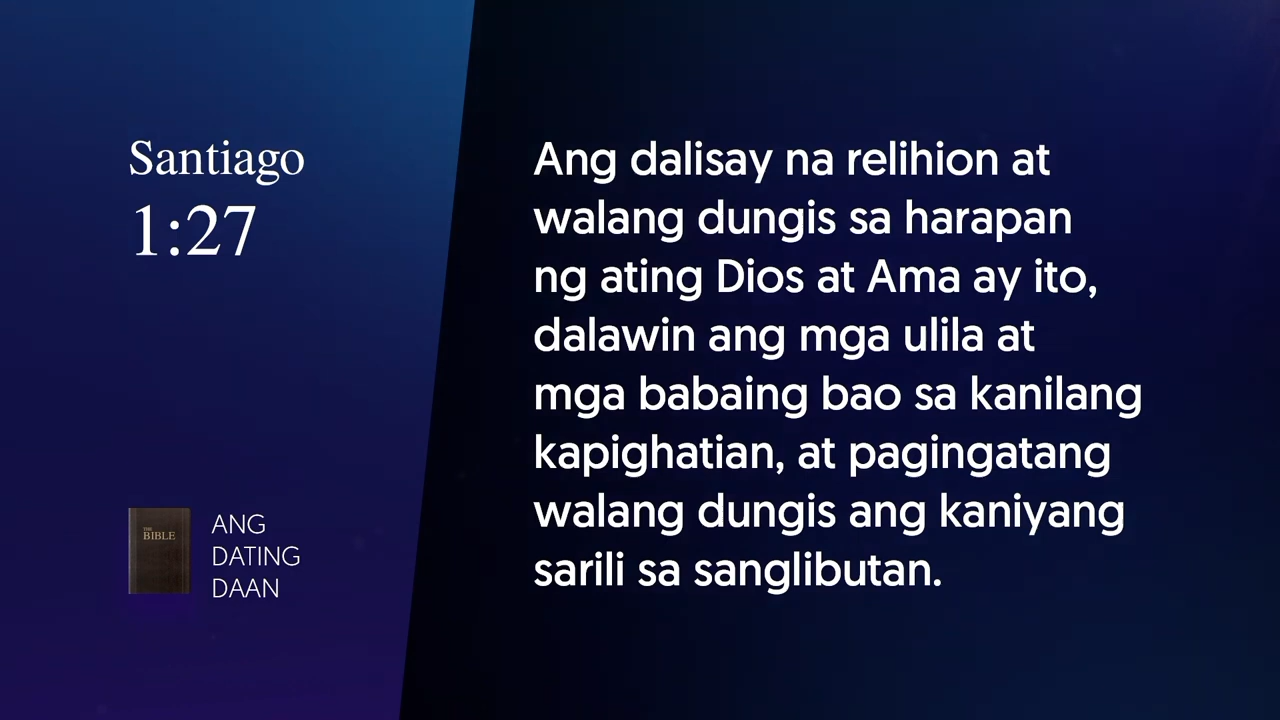 Santiago
1:27
Ang dalisay na relihion at
walang dungis sa harapan
ng ating Dios at Ama ay ito,
dalawin ang mga ulila at
mga babaing bao sa kanilang
kapighatian, at pagingatang
walang dungis ang kaniyang
sarili sa sanglibutan.
THE
BIBLE
ANG
DATING
DAAN